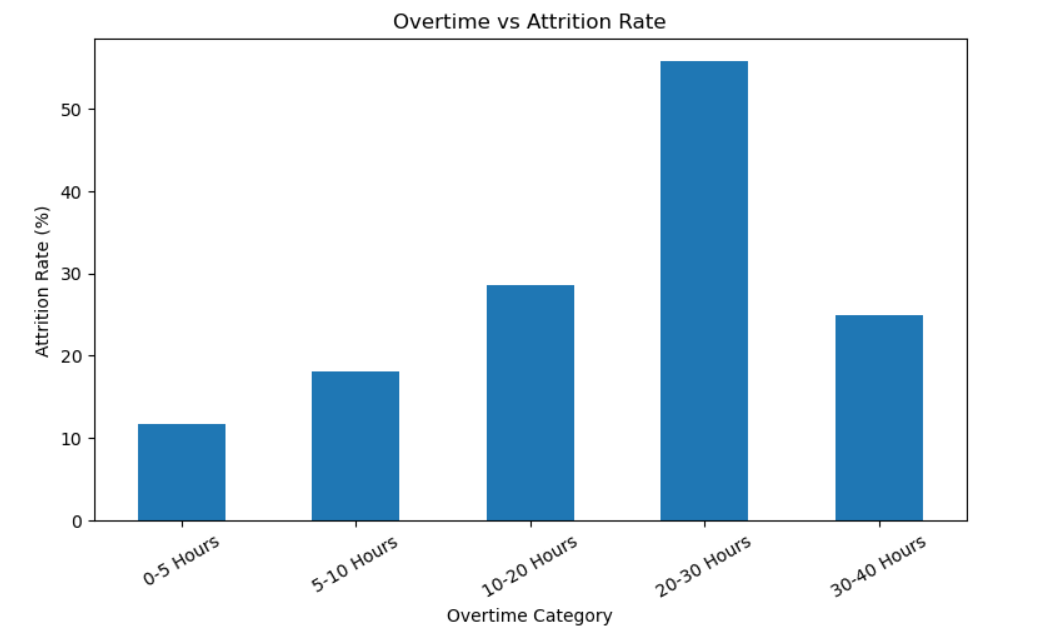 Overtime vs Attrition Rate
Attrition Rate (%)
50
40
30
20
10
0
0-5 Hours
5-10 Hours
10-20 Hours
20-30 Hours
30-40 Hours
Overtime Category